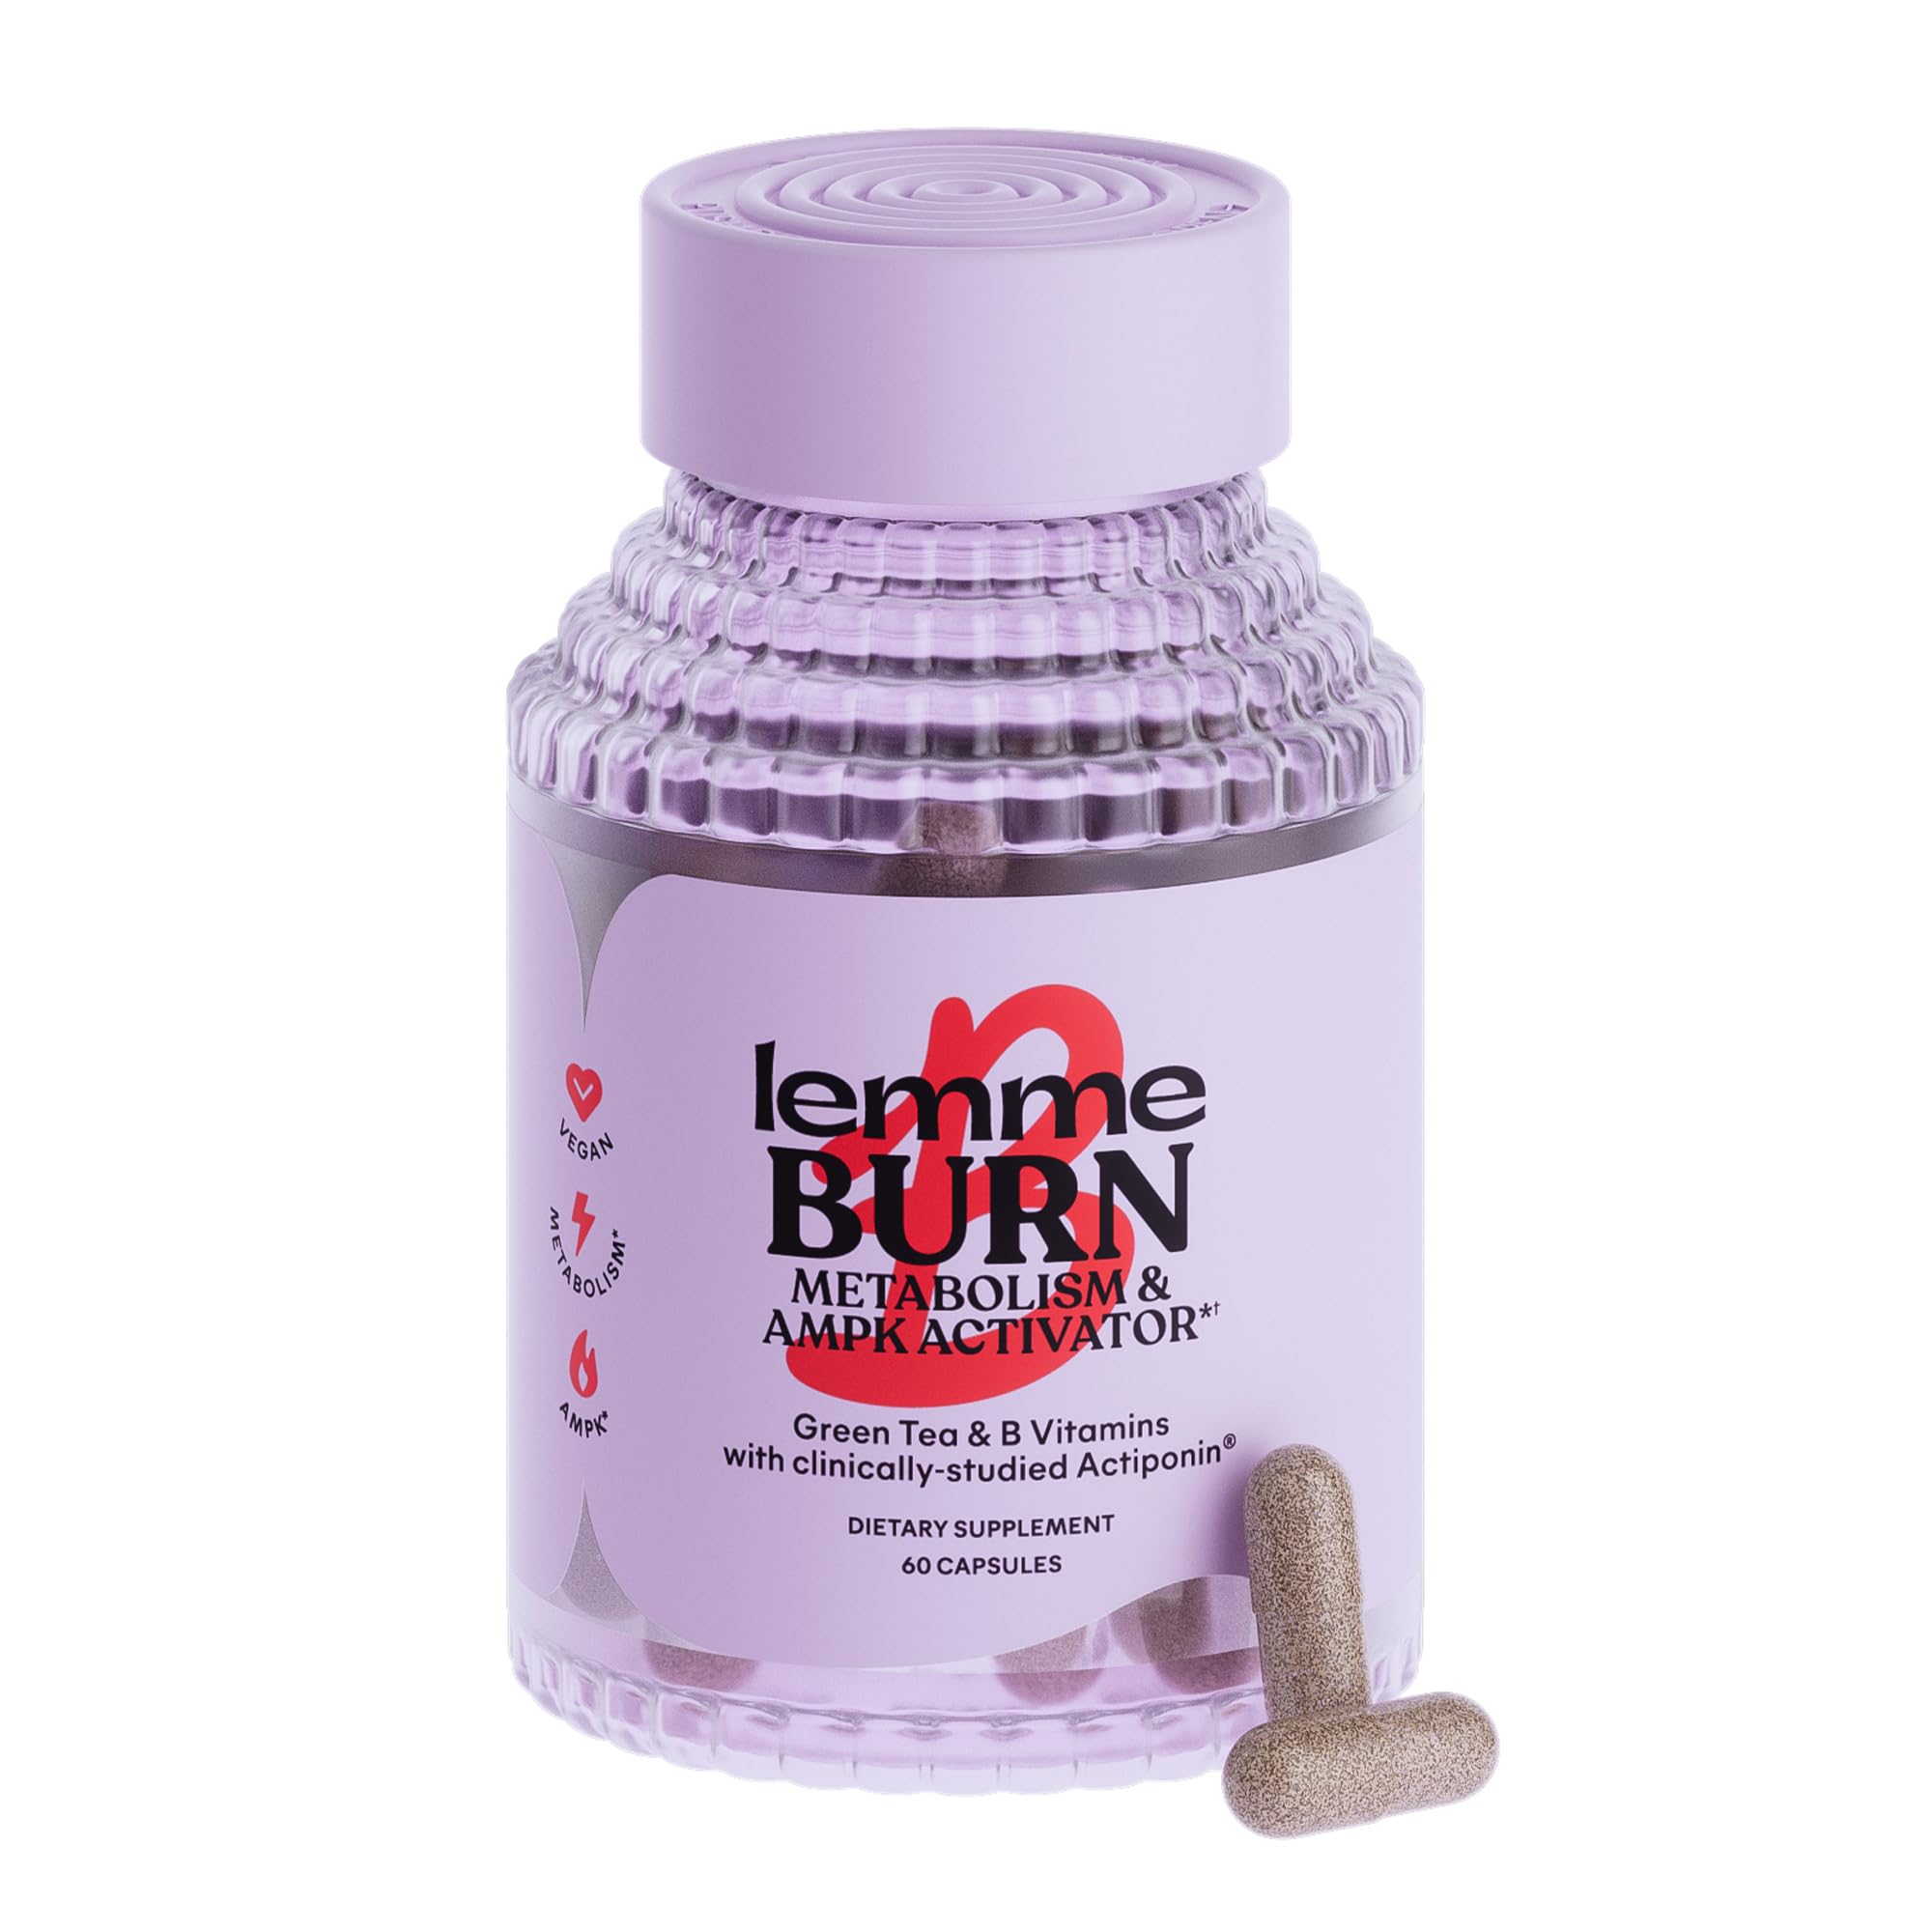 lemme
BURN
METABOLISM &
AMPK ACTIVATOR*†
Green Tea & B Vitamins
with clinically-studied Actiponin®
DIETARY SUPPLEMENT
60 CAPSULES
VEGAN
METABOLISM*
AMPK*
B